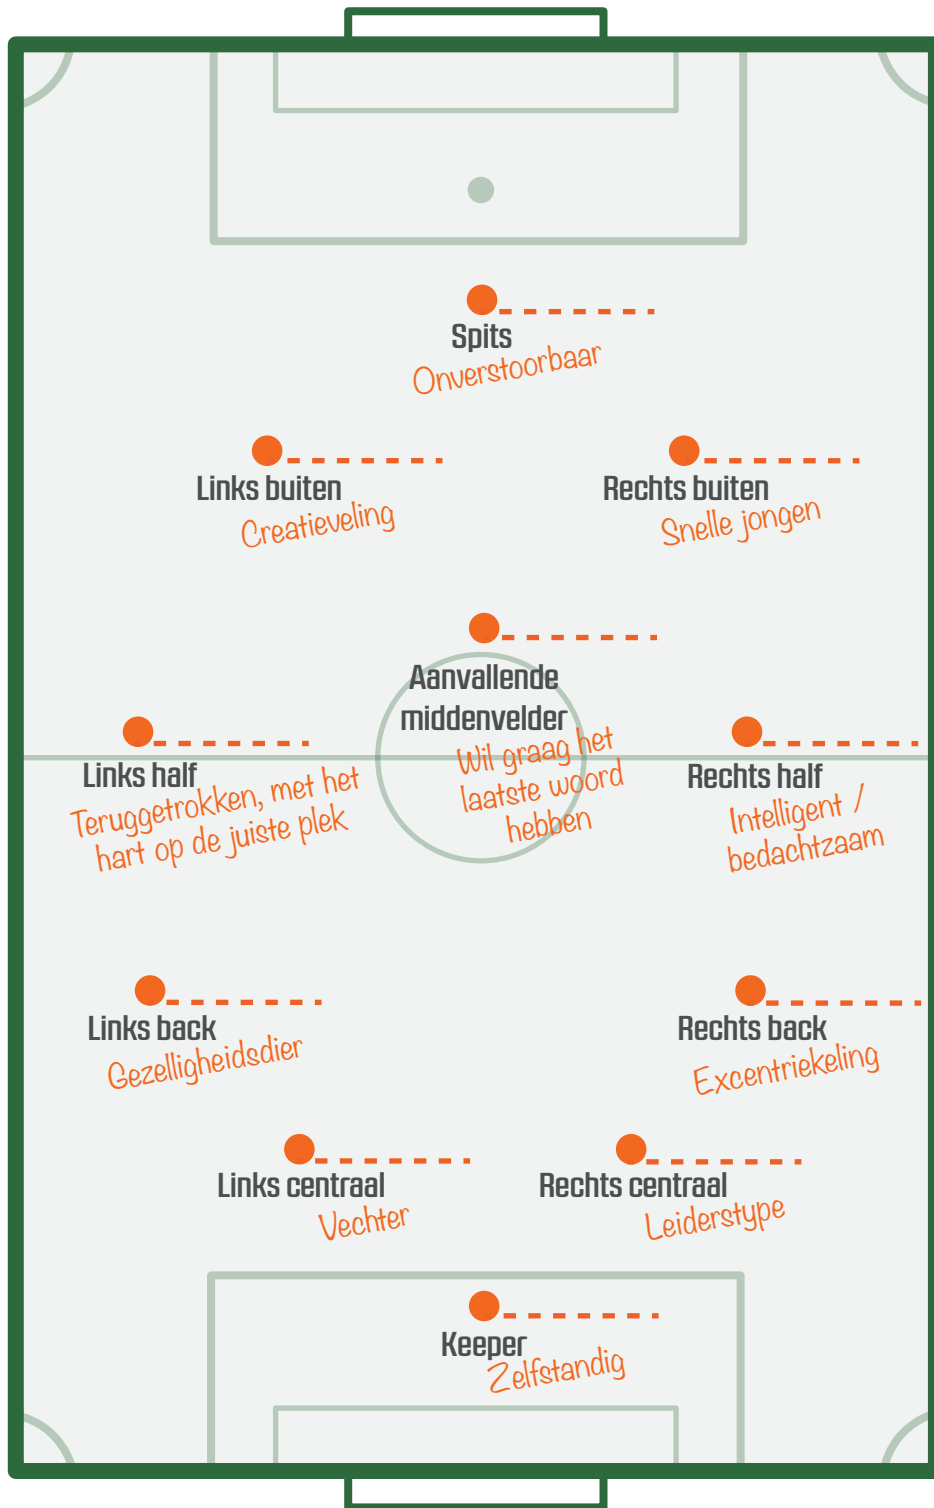 Spits
Onverstoorbaar
Links buiten
Creatieveling
Rechts buiten
Snelle jongen
Aanvallende
middenvelder
Wil graag het
laatste woord
hebben
Links half
Teruggetrokken, met het
hart op de juiste plek
Rechts half
Intelligent /
bedachtzaam
Links back
Gezelligheidsdier
Rechts back
Excentriekeling
Links centraal
Vechter
Rechts centraal
Leiderstype
Keeper
Zelfstandig